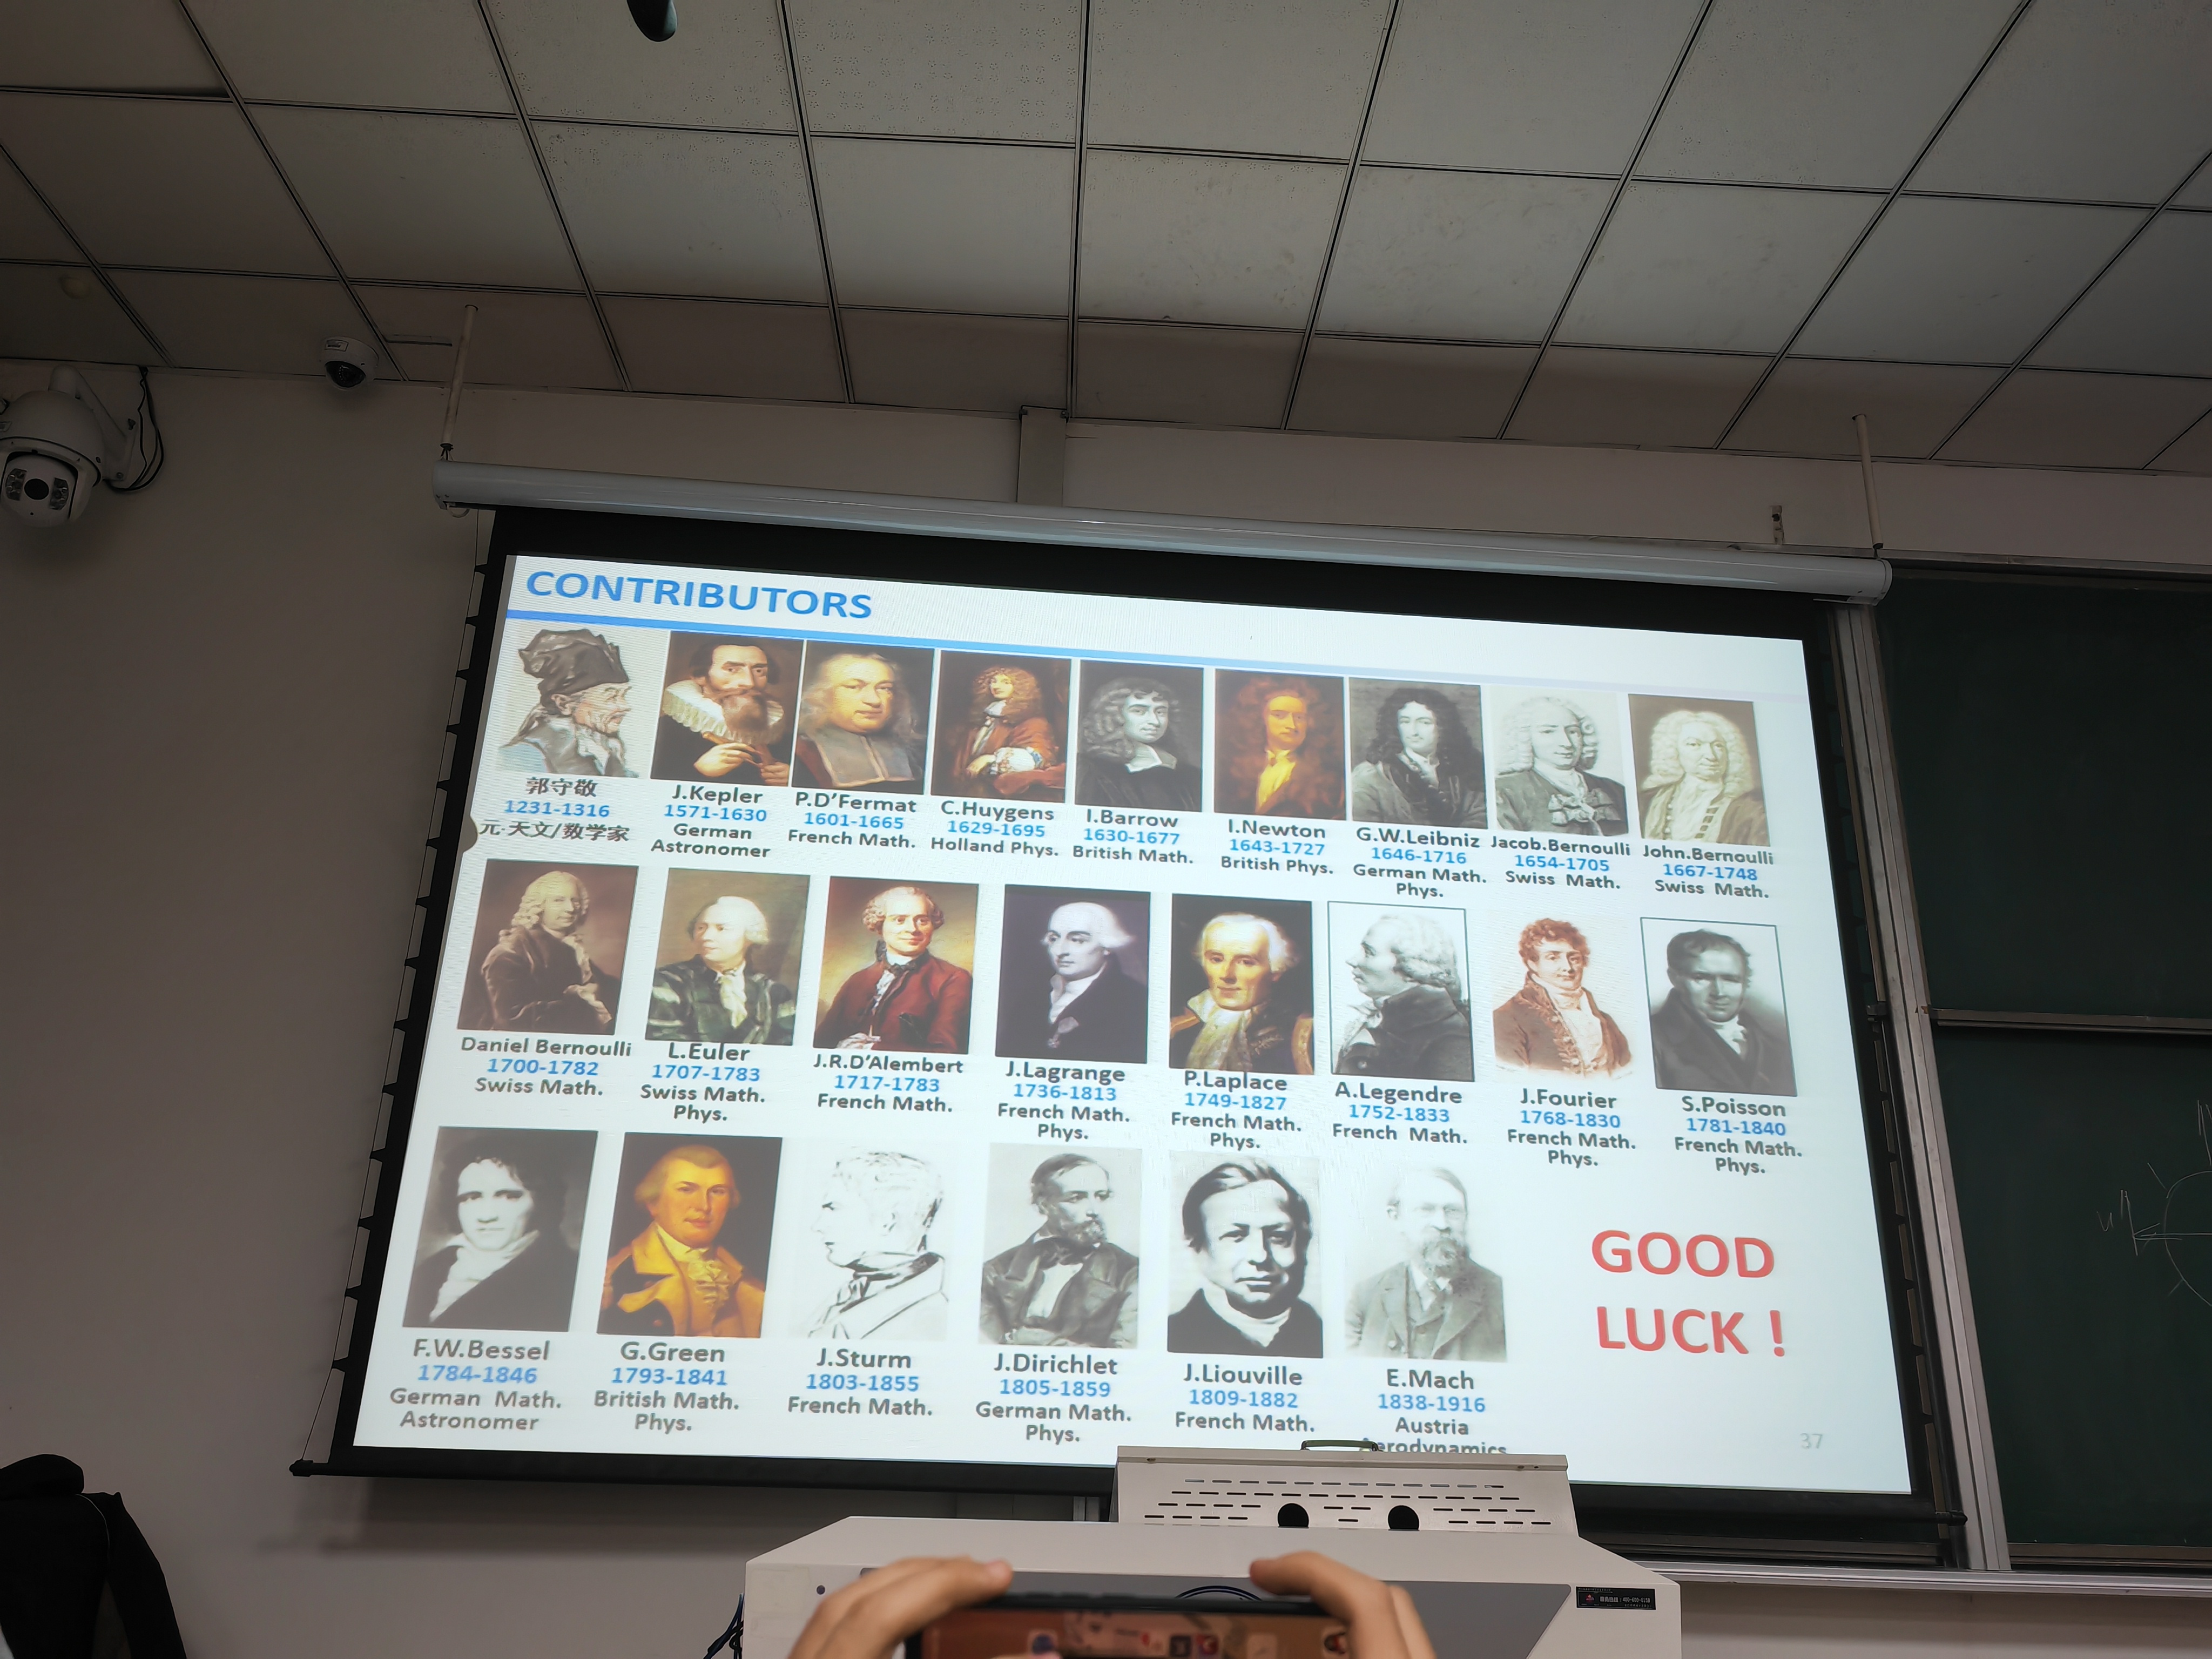 CONTRIBUTORS
郭守敬
1231-1316
元·天文/数学家
J.Kepler
1571-1630
German
Astronomer
P.D’Fermat
1601-1665
French Math.
C.Huygens
1629-1695
Holland Phys.
I.Barrow
1630-1677
British Math.
I.Newton
1643-1727
British Phys.
G.W.Leibniz
1646-1716
German Math.
Phys.
Jacob.Bernoulli
1654-1705
Swiss Math.
John.Bernoulli
1667-1748
Swiss Math.
Daniel Bernoulli
1700-1782
Swiss Math.
L.Euler
1707-1783
Swiss Math.
Phys.
J.R.D’Alembert
1717-1783
French Math.
J.Lagrange
1736-1813
French Math.
Phys.
P.Laplace
1749-1827
French Math.
Phys.
A.Legendre
1752-1833
French Math.
J.Fourier
1768-1830
French Math.
Phys.
S.Poisson
1781-1840
French Math.
Phys.
F.W.Bessel
1784-1846
German Math.
Astronomer
G.Green
1793-1841
British Math.
Phys.
J.Sturm
1803-1855
French Math.
J.Dirichlet
1805-1859
German Math.
Phys.
J.Liouville
1809-1882
French Math.
E.Mach
1838-1916
Austria
Aerodynamics
GOOD
LUCK !
37